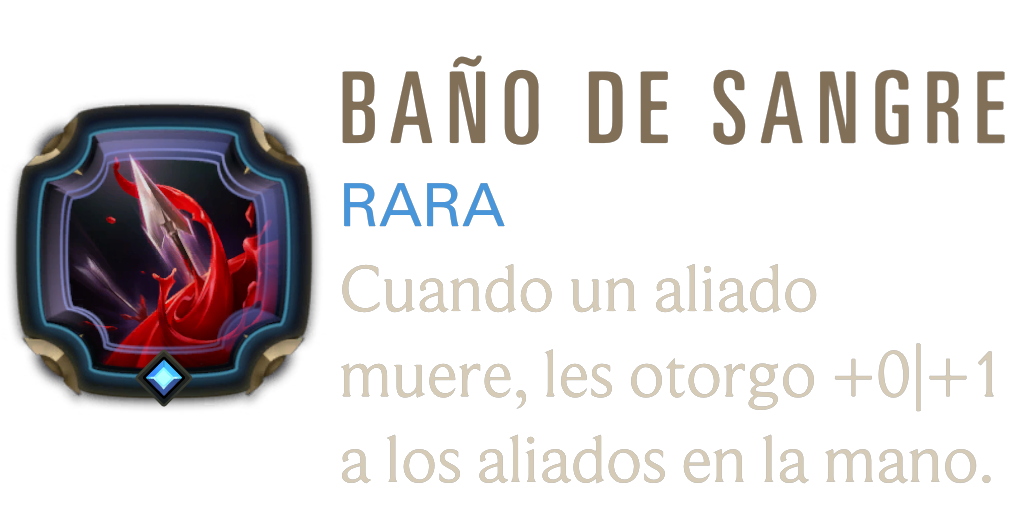 BAÑO DE SANGRE
RARA
Cuando un aliado
muere, les otorgo +0|+1
a los aliados en la mano.